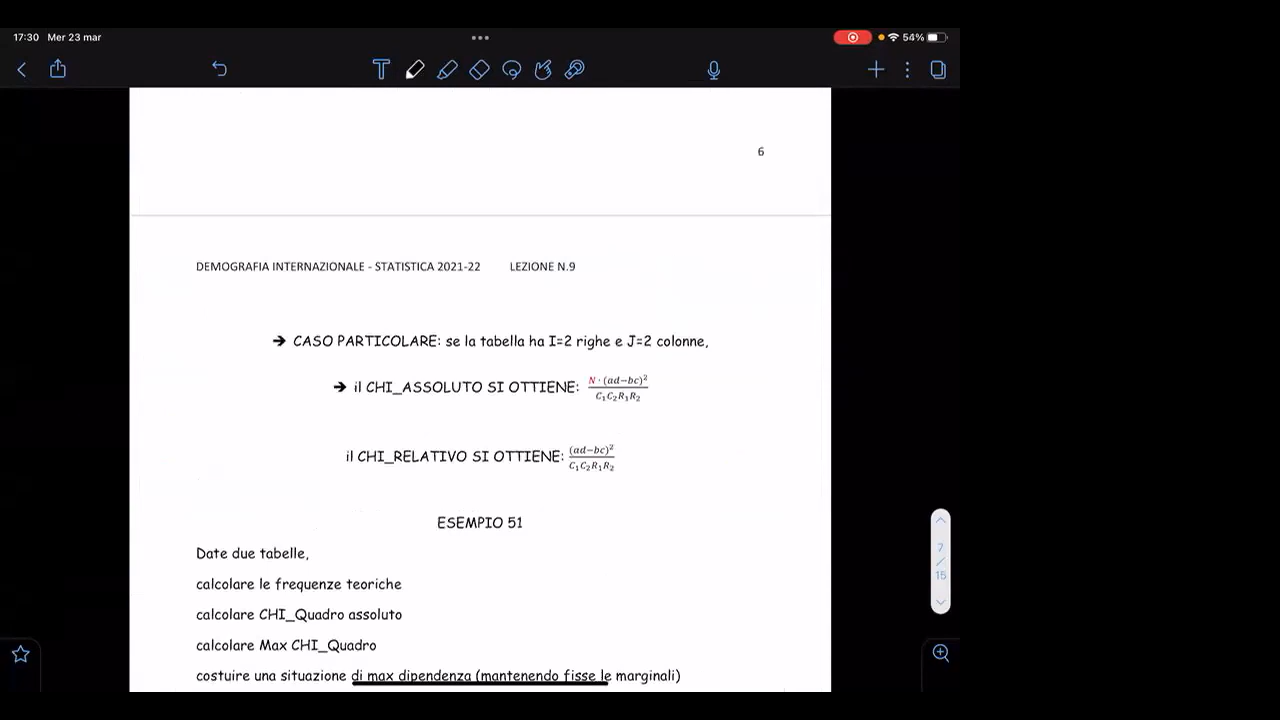 17:30 Mer 23 mar
54%
6
DEMOGRAFIA INTERNAZIONALE - STATISTICA 2021-22 LEZIONE N.9
➔ CASO PARTICOLARE: se la tabella ha I=2 righe e J=2 colonne,
➔ il CHI_ASSOLUTO SI OTTIENE: N·(ad−bc)² / C₁C₂R₁R₂
il CHI_RELATIVO SI OTTIENE: (ad−bc)² / C₁C₂R₁R₂
ESEMPIO 51
Date due tabelle,
calcolare le frequenze teoriche
calcolare CHI_Quadro assoluto
calcolare Max CHI_Quadro
costuire una situazione di max dipendenza (mantenendo fisse le marginali)
7
/
15